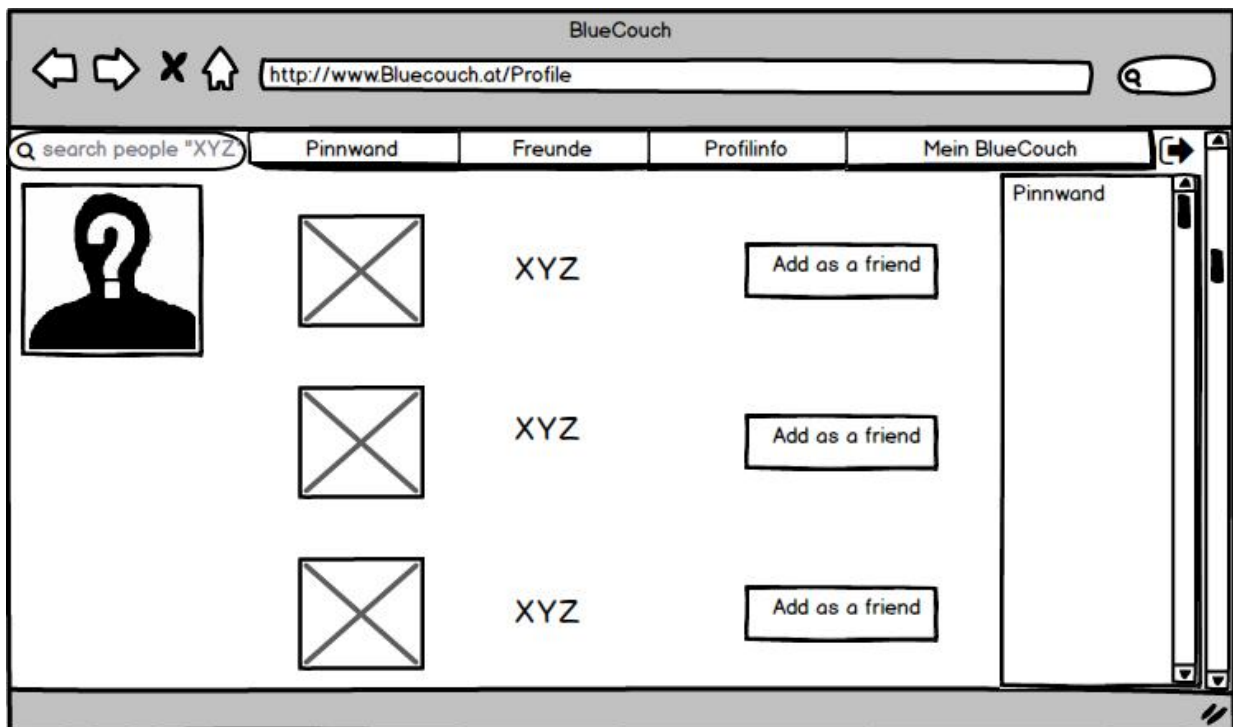 BlueCouch
http://www.Bluecouch.at/Profile
search people "XYZ"
Pinnwand
Freunde
Profilinfo
Mein BlueCouch
Pinnwand
XYZ
Add as a friend
XYZ
Add as a friend
XYZ
Add as a friend